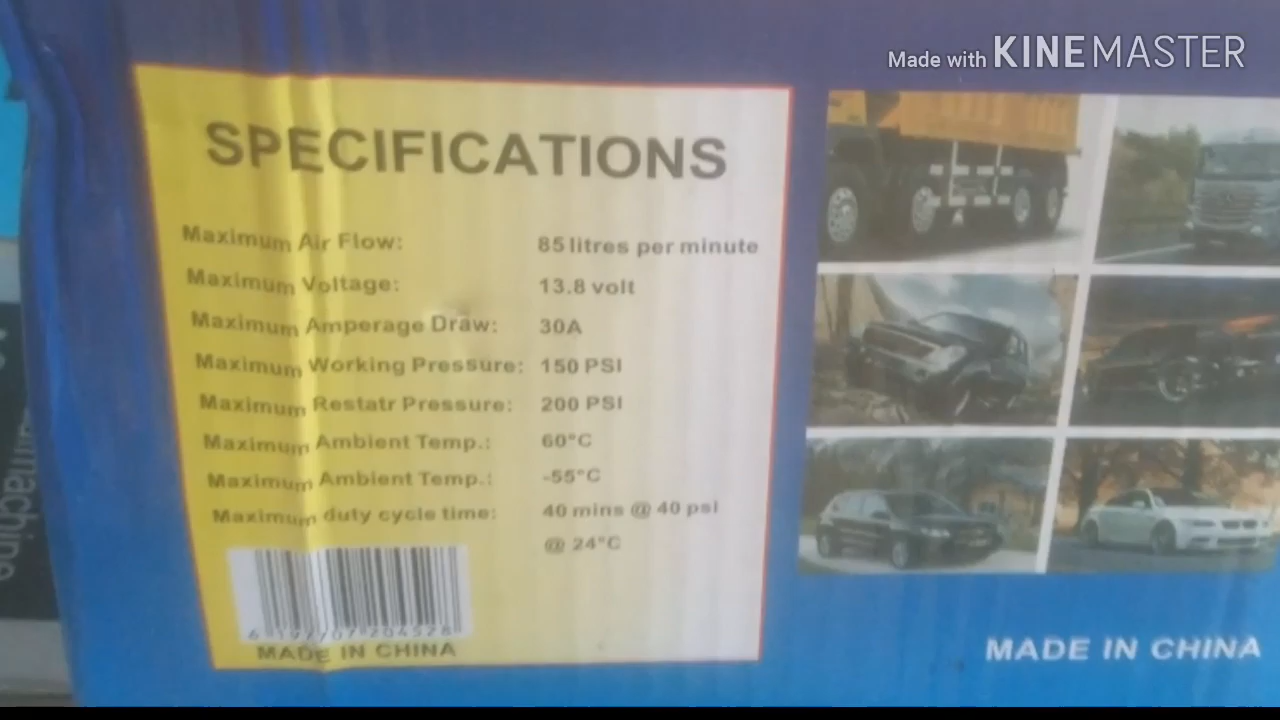 Made with KINEMASTER
SPECIFICATIONS
Maximum Air Flow: 85 litres per minute
Maximum Voltage: 13.8 volt
Maximum Amperage Draw: 30A
Maximum Working Pressure: 150 PSI
Maximum Restatr Pressure: 200 PSI
Maximum Ambient Temp.: 60°C
Maximum Ambient Temp.: -55°C
Maximum duty cycle time: 40 mins @ 40 psi
@ 24°C
MADE IN CHINA
MADE IN CHINA
machine